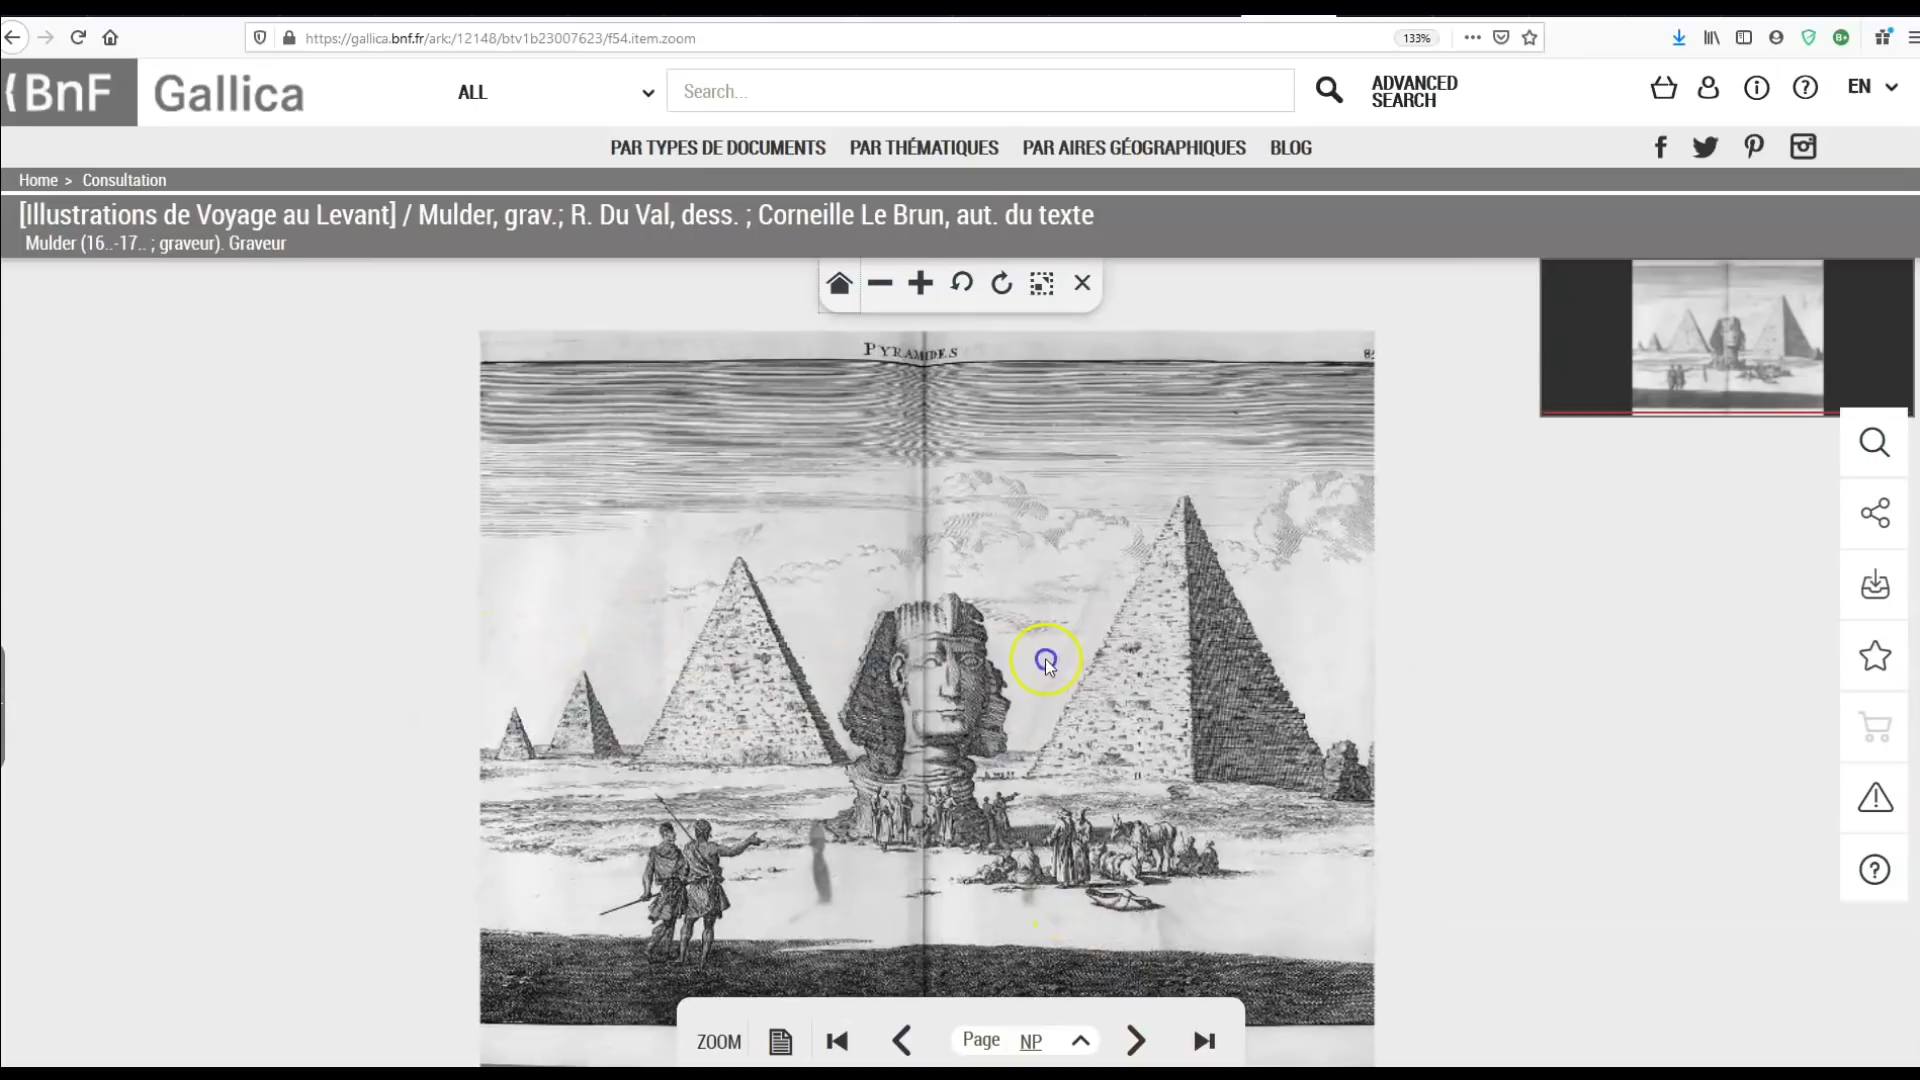 https://gallica.bnf.fr/ark:/12148/btv1b23007623/f54.item.zoom
133%
BnF Gallica
ALL
Search...
ADVANCED SEARCH
EN
PAR TYPES DE DOCUMENTS PAR THÉMATIQUES PAR AIRES GÉOGRAPHIQUES BLOG
Home > Consultation
[Illustrations de Voyage au Levant] / Mulder, grav.; R. Du Val, dess. ; Corneille Le Brun, aut. du texte
Mulder (16..-17.. ; graveur). Graveur
PYRAMIDES
ZOOM Page NP